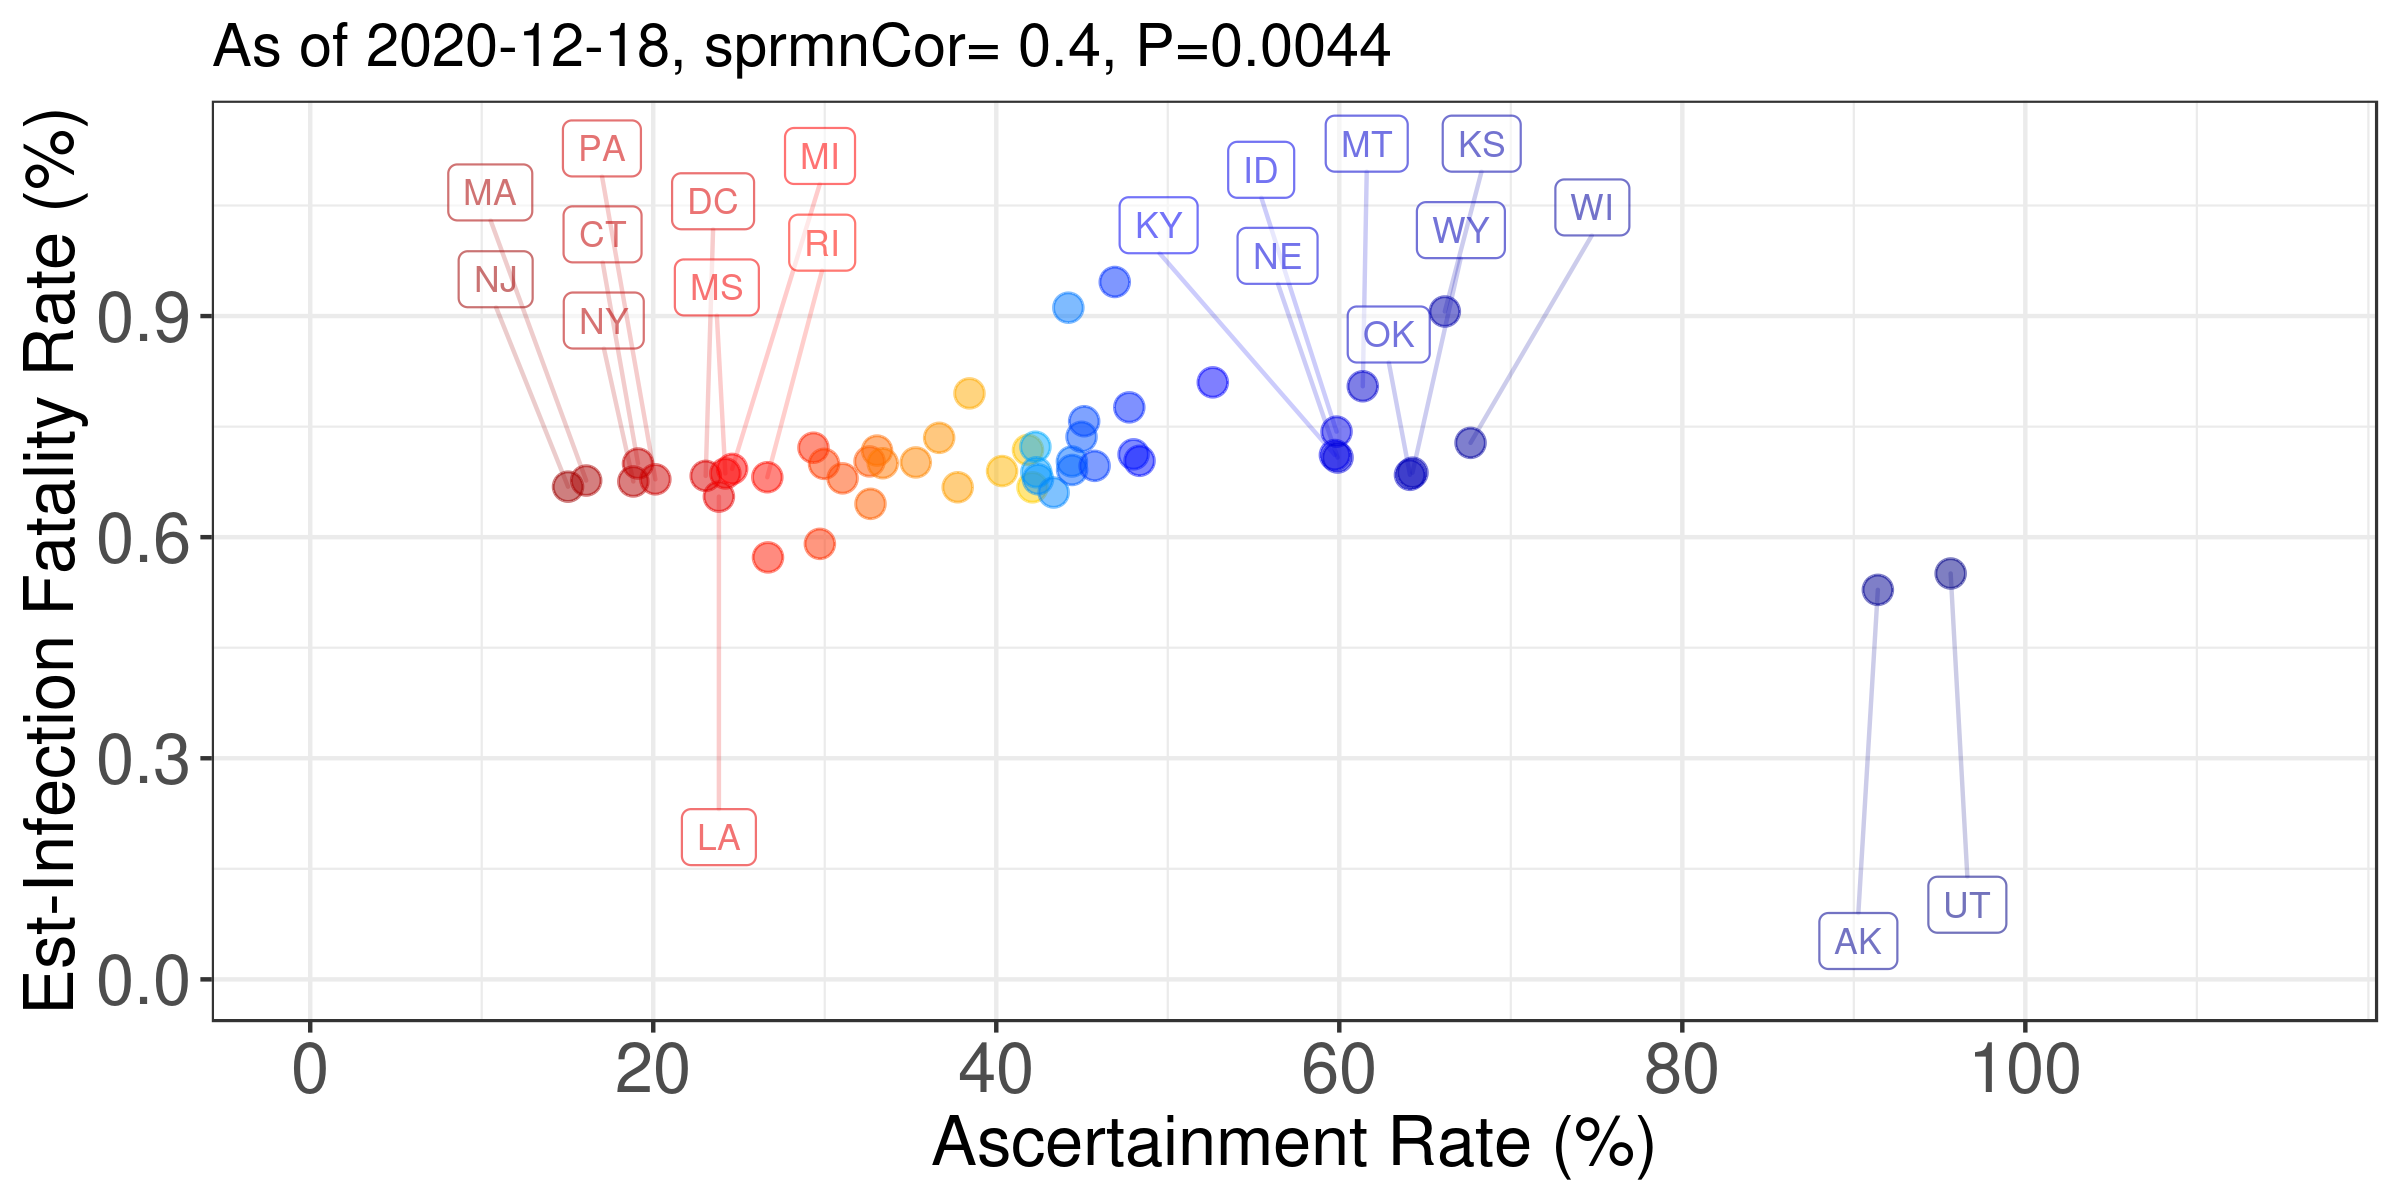 As of 2020-12-18, sprmnCor= 0.4, P=0.0044
Est-Infection Fatality Rate (%)
0.9
0.6
0.3
0.0
MA
NJ
PA
CT
NY
DC
MS
MI
RI
LA
KY
ID
NE
MT
OK
KS
WY
WI
AK
UT
0
20
40
60
80
100
Ascertainment Rate (%)